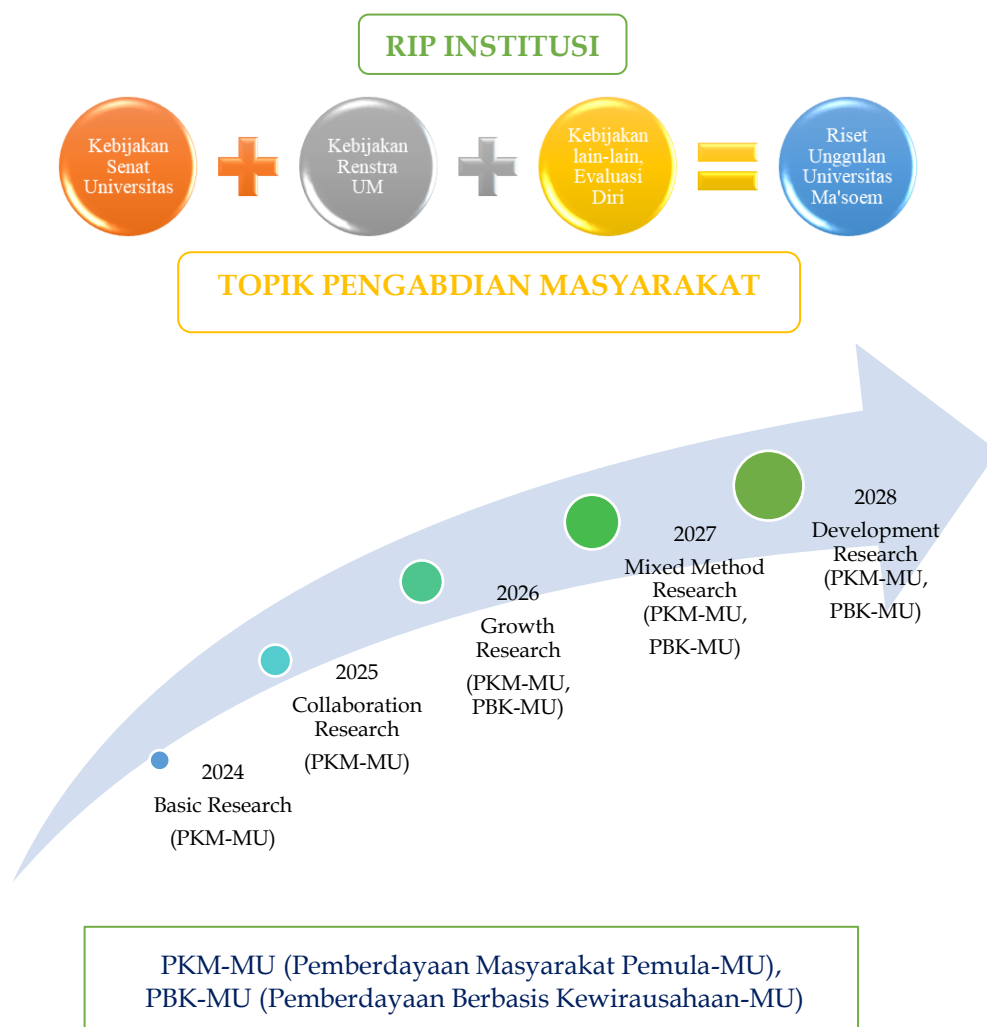 RIP INSTITUSI
Kebijakan
Senat
Universitas
Kebijakan
Renstra
UM
Kebijakan
lain-lain,
Evaluasi
Diri
Riset
Unggulan
Universitas
Ma'soem
TOPIK PENGABDIAN MASYARAKAT
2024
Basic Research
(PKM-MU)
2025
Collaboration
Research
(PKM-MU)
2026
Growth
Research
(PKM-MU,
PBK-MU)
2027
Mixed Method
Research
(PKM-MU,
PBK-MU)
2028
Development
Research
(PKM-MU,
PBK-MU)
PKM-MU (Pemberdayaan Masyarakat Pemula-MU),
PBK-MU (Pemberdayaan Berbasis Kewirausahaan-MU)